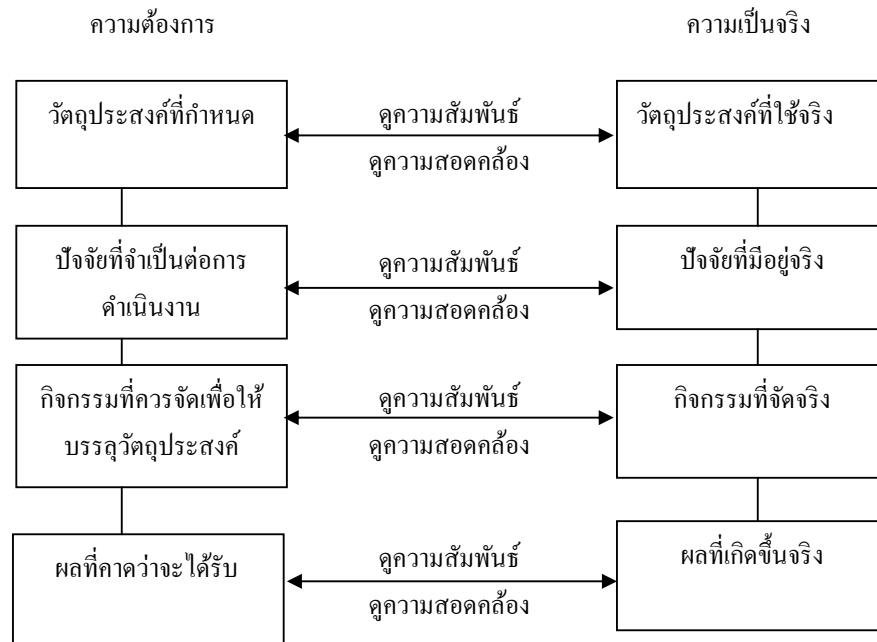 ความต้องการ
ความเป็นจริง
วัตถุประสงค์ที่กำหนด
ดูความสัมพันธ์
ดูความสอดคล้อง
วัตถุประสงค์ที่ใช้จริง
ปัจจัยที่จำเป็นต่อการ
ดำเนินงาน
ดูความสัมพันธ์
ดูความสอดคล้อง
ปัจจัยที่มีอยู่จริง
กิจกรรมที่ควรจัดเพื่อให้
บรรลุวัตถุประสงค์
ดูความสัมพันธ์
ดูความสอดคล้อง
กิจกรรมที่จัดจริง
ผลที่คาดว่าจะได้รับ
ดูความสัมพันธ์
ดูความสอดคล้อง
ผลที่เกิดขึ้นจริง